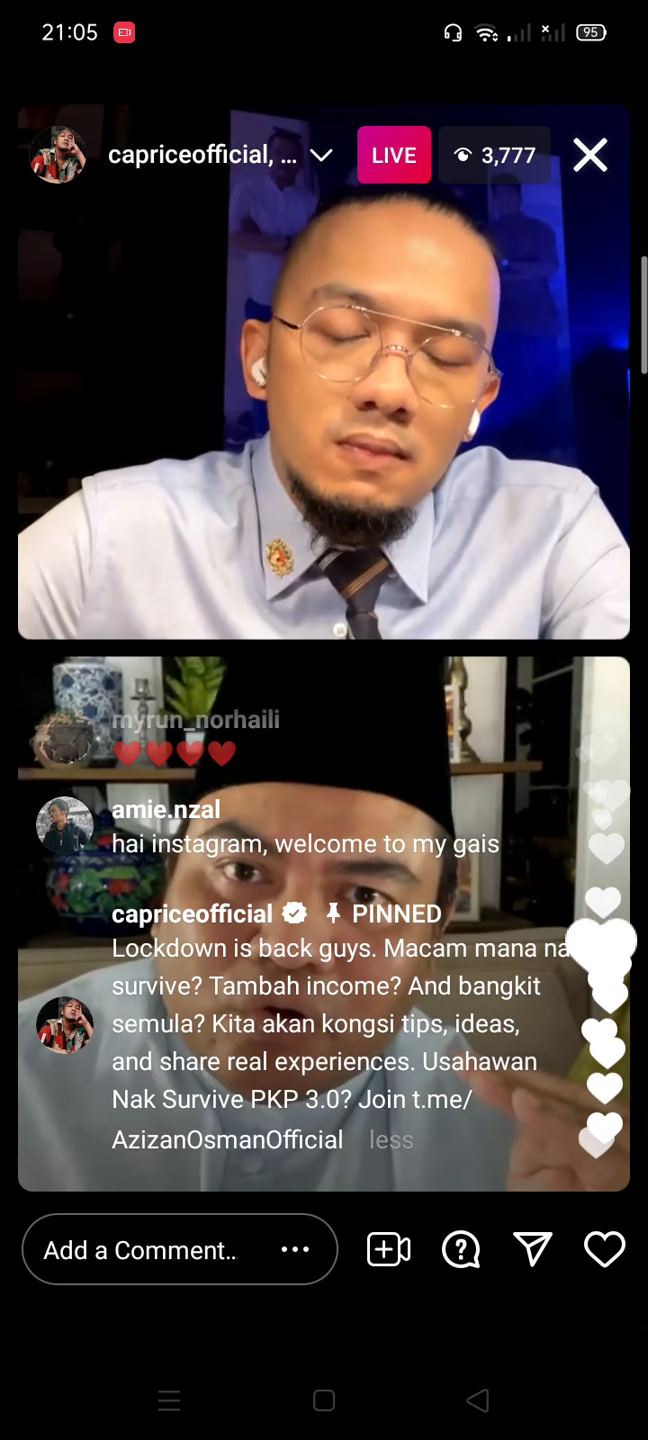 21:05
95
capriceofficial, ...
LIVE
3,777
myrun_norhaili
❤️❤️❤️❤️
amie.nzal
hai instagram, welcome to my gais
capriceofficial PINNED
Lockdown is back guys. Macam mana na
survive? Tambah income? And bangkit
semula? Kita akan kongsi tips, ideas,
and share real experiences. Usahawan
Nak Survive PKP 3.0? Join t.me/
AzizanOsmanOfficial less
Add a Comment..